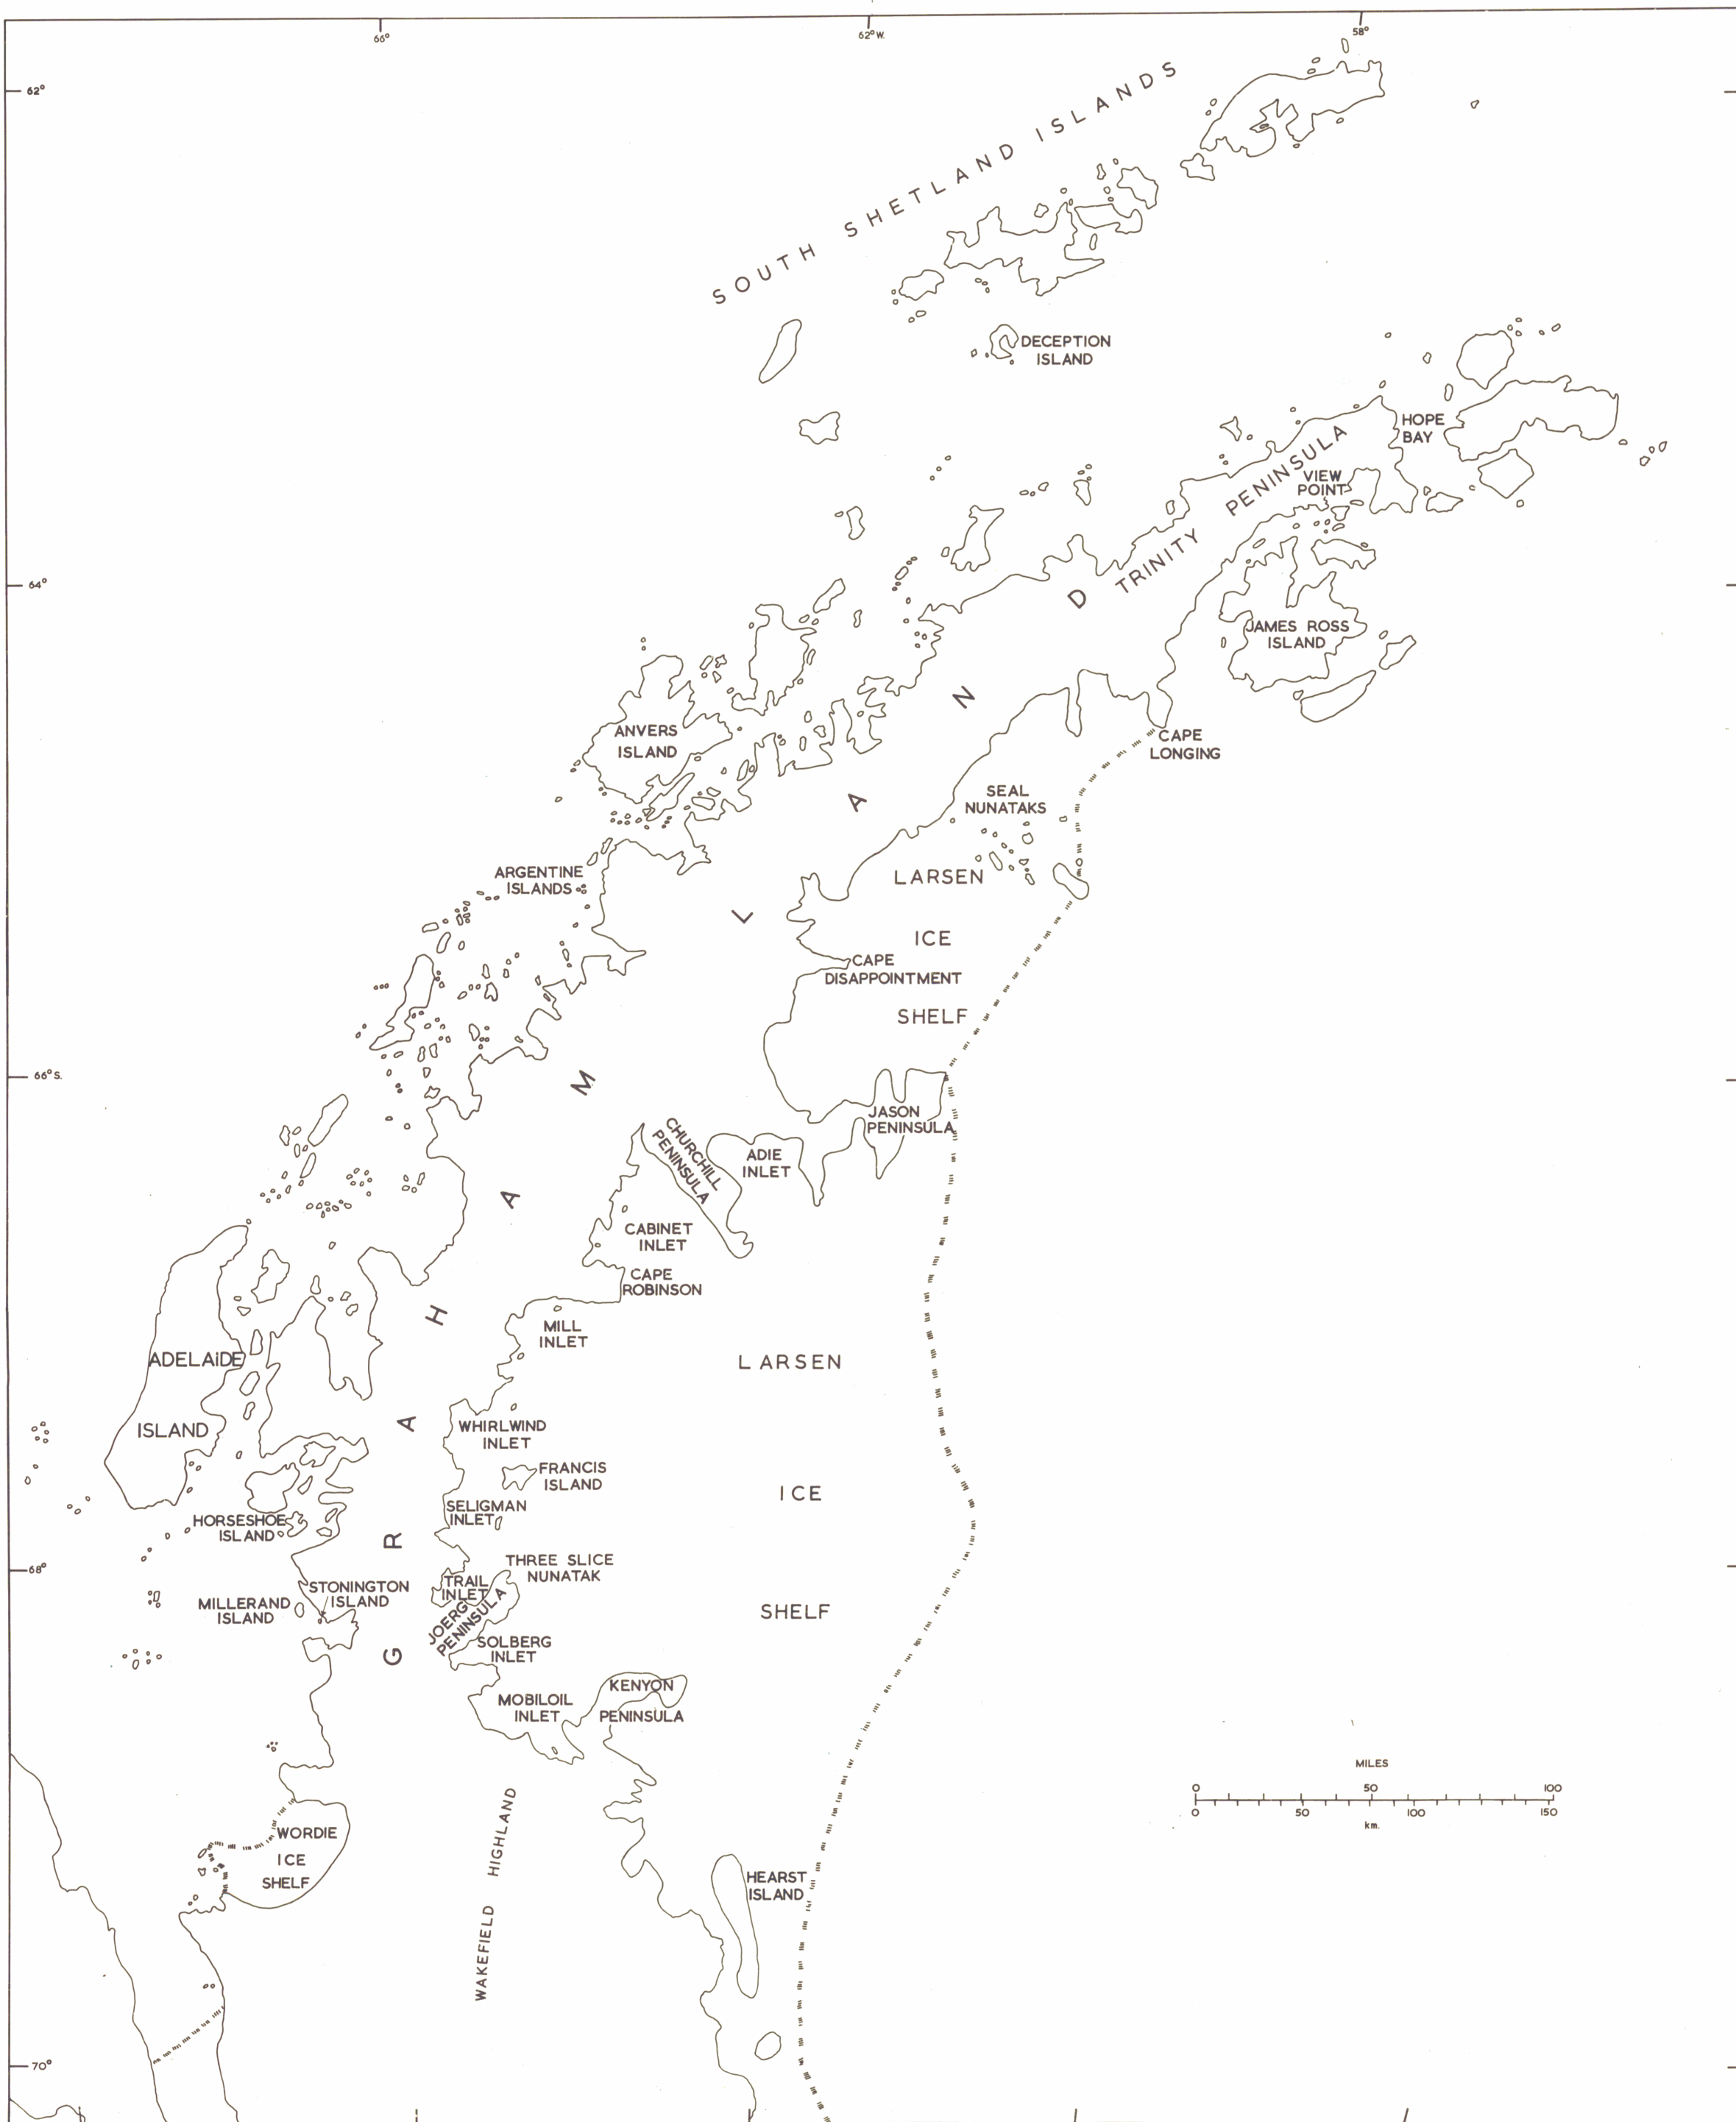 66°
62°W.
58°
62°
SOUTH SHETLAND ISLANDS
DECEPTION
ISLAND
HOPE
BAY
TRINITY PENINSULA
VIEW
POINT
64°
JAMES ROSS
ISLAND
ANVERS
ISLAND
CAPE
LONGING
SEAL
NUNATAKS
ARGENTINE
ISLANDS
LARSEN
ICE
SHELF
CAPE
DISAPPOINTMENT
66°S.
GRAHAM LAND
JASON
PENINSULA
CHURCHILL
PENINSULA
ADIE
INLET
CABINET
INLET
CAPE
ROBINSON
MILL
INLET
ADELAIDE
ISLAND
LARSEN
ICE
SHELF
WHIRLWIND
INLET
FRANCIS
ISLAND
SELIGMAN
INLET
HORSESHOE
ISLAND
68°
THREE SLICE
NUNATAK
TRAIL
INLET
STONINGTON
ISLAND
MILLERAND
ISLAND
JOERG
PENINSULA
SOLBERG
INLET
KENYON
PENINSULA
MOBILOIL
INLET
MILES
0 50 100
0 50 100 150
km.
WAKEFIELD HIGHLAND
WORDIE
ICE
SHELF
HEARST
ISLAND
70°